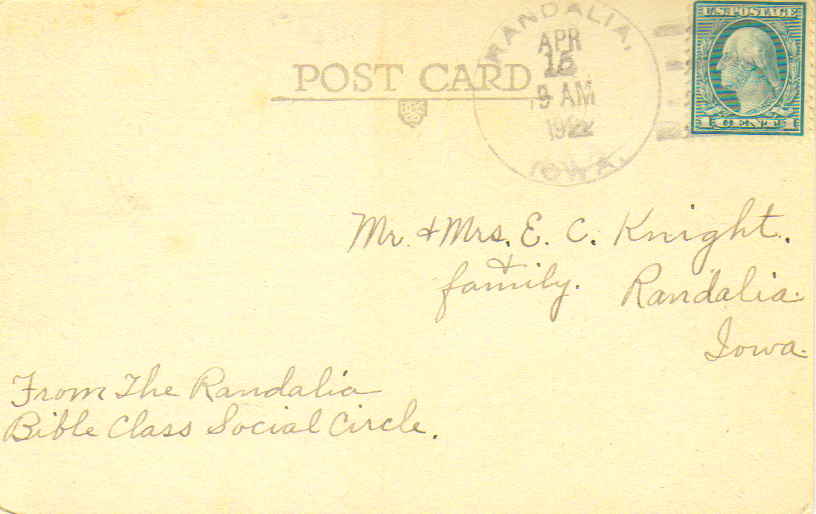 RANDALIA,
APR
15
9 AM
1922
IOWA.
U.S. POSTAGE
1 CENT 1
POST CARD
Mr. + Mrs. E. C. Knight.
+
family. Randalia.
Iowa.
From The Randalia
Bible Class Social Circle.